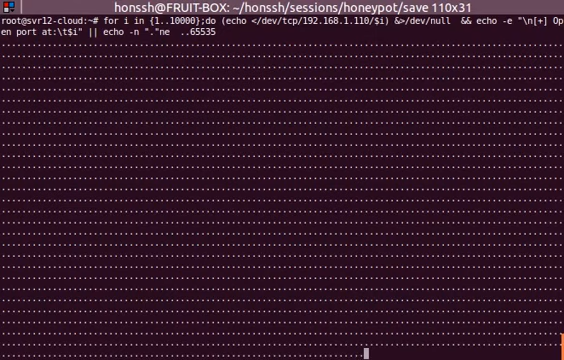 honssh@FRUIT-BOX: ~/honssh/sessions/honeypot/save 110x31
root@svr12-cloud:~# for i in {1..10000};do (echo </dev/tcp/192.168.1.110/$i) &>/dev/null  && echo -e "\n[+] Op
en port at:\t$i" || echo -n "."ne  ..65535